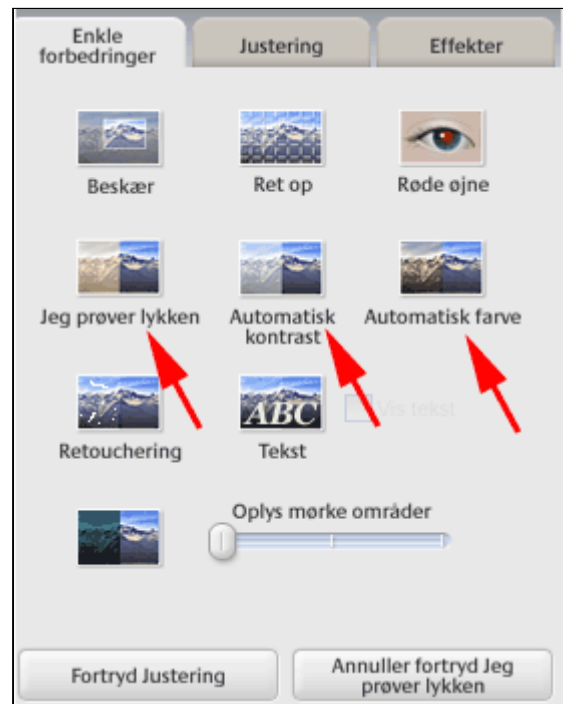 Enkle
forbedringer
Justering
Effekter
Beskær
Ret op
Røde øjne
Jeg prøver lykken
Automatisk
kontrast
Automatisk farve
Retouchering
ABC
Tekst
Vis tekst
Oplys mørke områder
Fortryd Justering
Annuller fortryd Jeg
prøver lykken